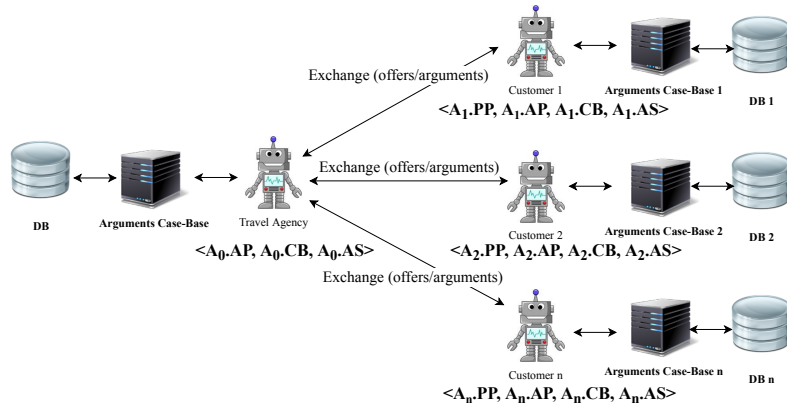 Exchange (offers/arguments)
Customer 1
Arguments Case-Base 1
DB 1
<A1.PP, A1.AP, A1.CB, A1.AS>
Exchange (offers/arguments)
DB
Arguments Case-Base
Travel Agency
Customer 2
Arguments Case-Base 2
DB 2
<A0.AP, A0.CB, A0.AS>
<A2.PP, A2.AP, A2.CB, A2.AS>
Exchange (offers/arguments)
Customer n
Arguments Case-Base n
DB n
<An.PP, An.AP, An.CB, An.AS>